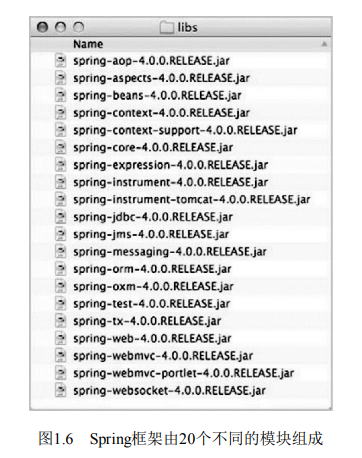 libs
Name
spring-aop-4.0.0.RELEASE.jar
spring-aspects-4.0.0.RELEASE.jar
spring-beans-4.0.0.RELEASE.jar
spring-context-4.0.0.RELEASE.jar
spring-context-support-4.0.0.RELEASE.jar
spring-core-4.0.0.RELEASE.jar
spring-expression-4.0.0.RELEASE.jar
spring-instrument-4.0.0.RELEASE.jar
spring-instrument-tomcat-4.0.0.RELEASE.jar
spring-jdbc-4.0.0.RELEASE.jar
spring-jms-4.0.0.RELEASE.jar
spring-messaging-4.0.0.RELEASE.jar
spring-orm-4.0.0.RELEASE.jar
spring-oxm-4.0.0.RELEASE.jar
spring-test-4.0.0.RELEASE.jar
spring-tx-4.0.0.RELEASE.jar
spring-web-4.0.0.RELEASE.jar
spring-webmvc-4.0.0.RELEASE.jar
spring-webmvc-portlet-4.0.0.RELEASE.jar
spring-websocket-4.0.0.RELEASE.jar
图1.6 Spring框架由20个不同的模块组成